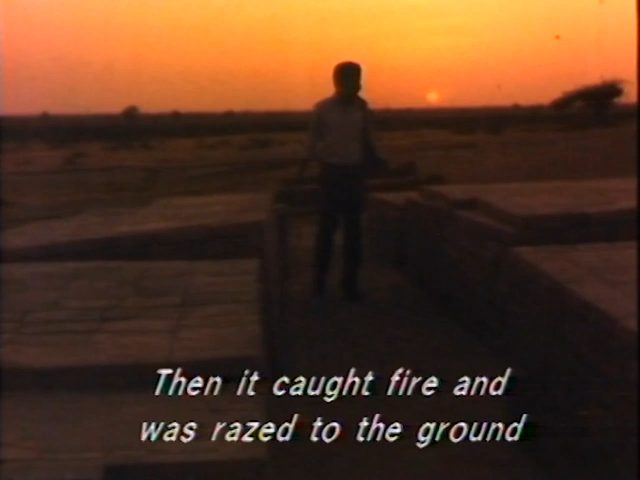 Then it caught fire and
was razed to the ground